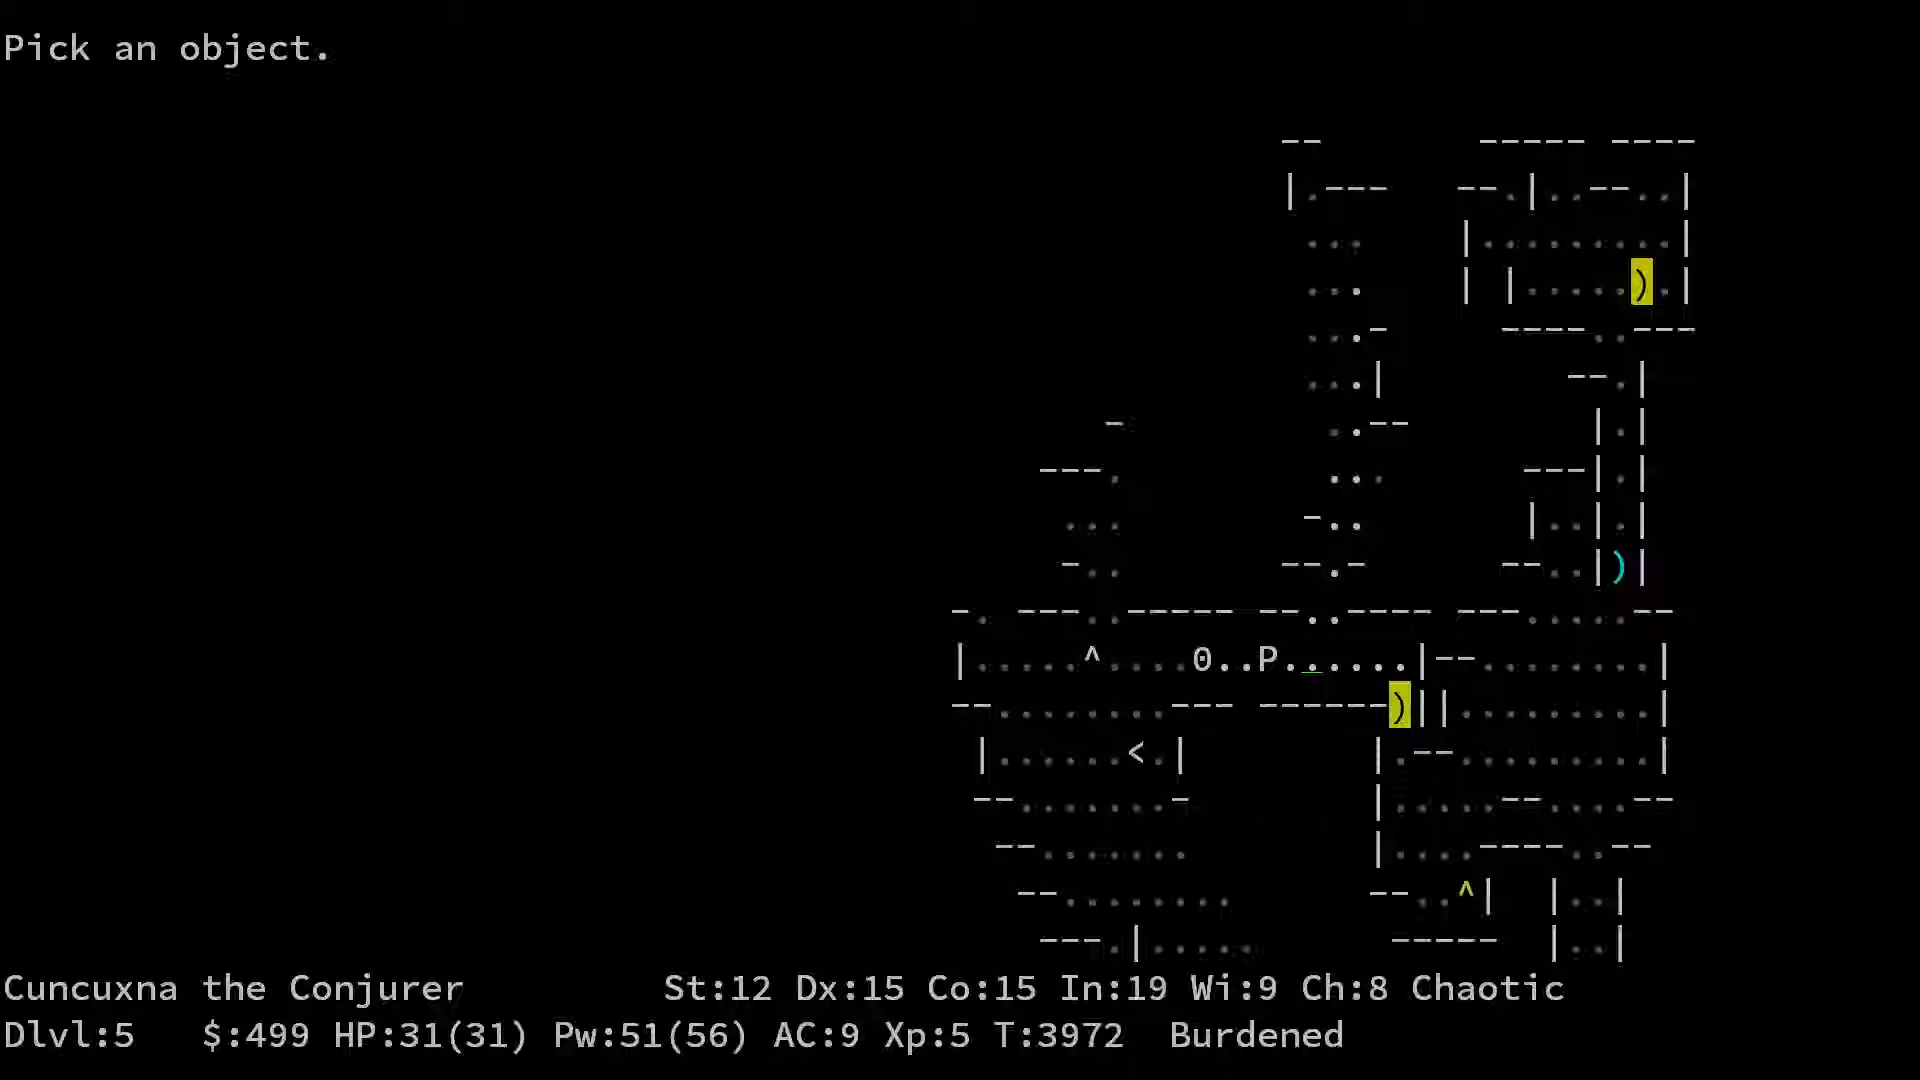 Pick an object.
Cuncuxna the Conjurer St:12 Dx:15 Co:15 In:19 Wi:9 Ch:8 Chaotic
Dlvl:5 $:499 HP:31(31) Pw:51(56) AC:9 Xp:5 T:3972 Burdened